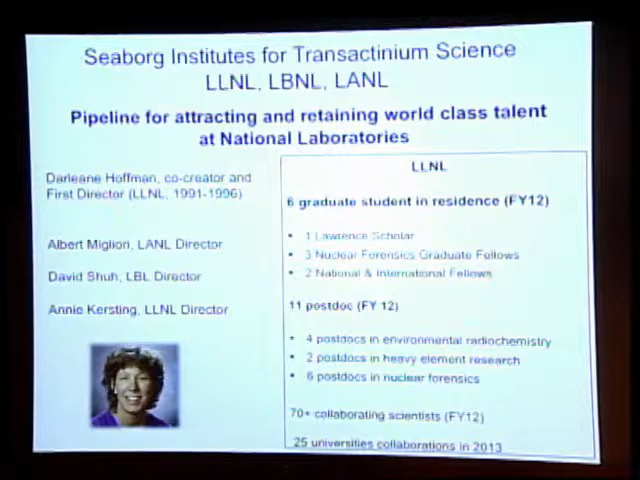 Seaborg Institutes for Transactinium Science
LLNL, LBNL, LANL
Pipeline for attracting and retaining world class talent
at National Laboratories
Darleane Hoffman, co-creator and
First Director (LLNL, 1991-1996)
Albert Migliori, LANL Director
David Shuh, LBL Director
Annie Kersting, LLNL Director
LLNL
6 graduate student in residence (FY12)
• 1 Lawrence Scholar
• 3 Nuclear Forensics Graduate Fellows
• 2 National & International Fellows
11 postdoc (FY 12)
• 4 postdocs in environmental radiochemistry
• 2 postdocs in heavy element research
• 6 postdocs in nuclear forensics
70+ collaborating scientists (FY12)
25 universities collaborations in 2013